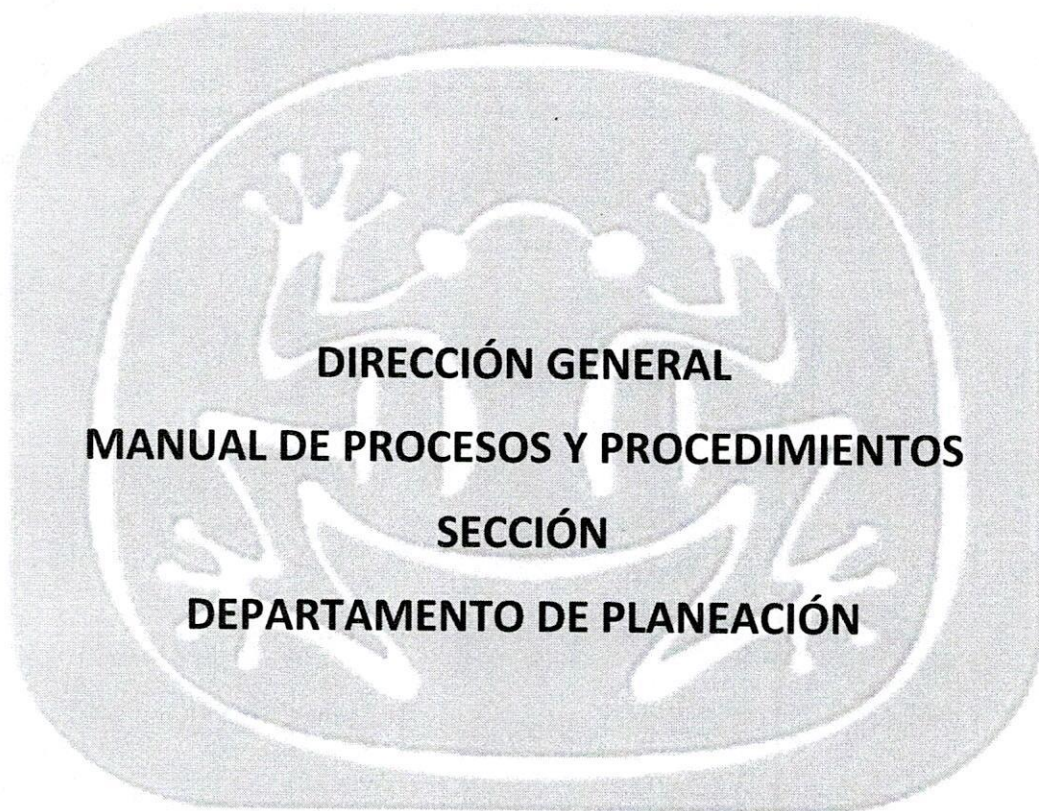 DIRECCIÓN GENERAL
MANUAL DE PROCESOS Y PROCEDIMIENTOS
SECCIÓN
DEPARTAMENTO DE PLANEACIÓN